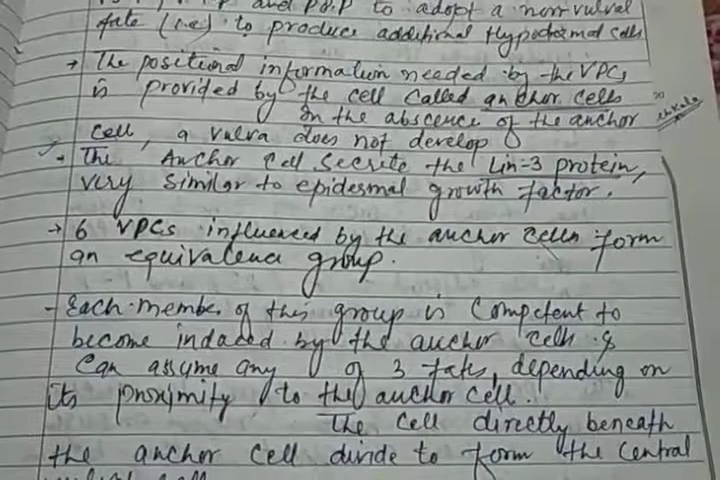 and P8.P to adopt a non vulval
fate (i.e) to produce additional Hypodermal cells
→ The positional information needed by the VPCs
is provided by the cell called anchor cells
In the abscence of the anchor
cell, a vulva does not develop
→ The Anchor cell secrete the Lin-3 protein,
very similar to epidermal growth factor.
→ 6 VPCs influenced by the anchor cells form
an equivalence group.
→ Each member of this group is competent to
become induced by the anchor cells &
can assume any of 3 fates, depending on
its proximity to the anchor cell.
The cell directly beneath
the anchor cell divide to form the central